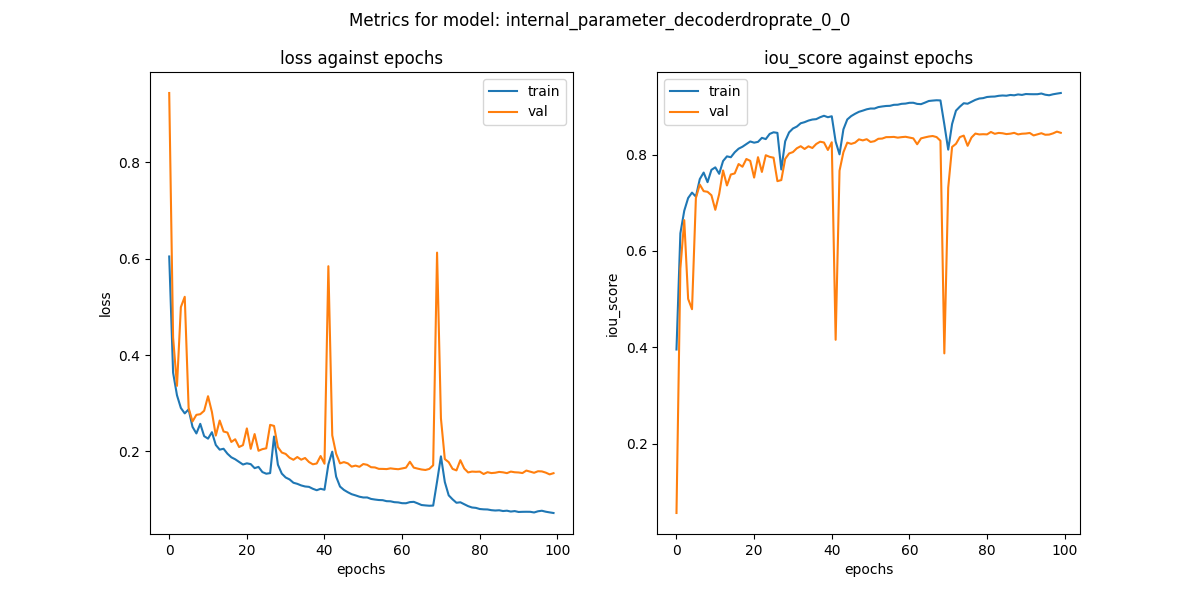 Metrics for model: internal_parameter_decoderdroprate_0_0
loss against epochs
train
val
0.8
0.6
0.4
0.2
loss
0 20 40 60 80 100
epochs
iou_score against epochs
train
val
0.8
0.6
0.4
0.2
iou_score
0 20 40 60 80 100
epochs